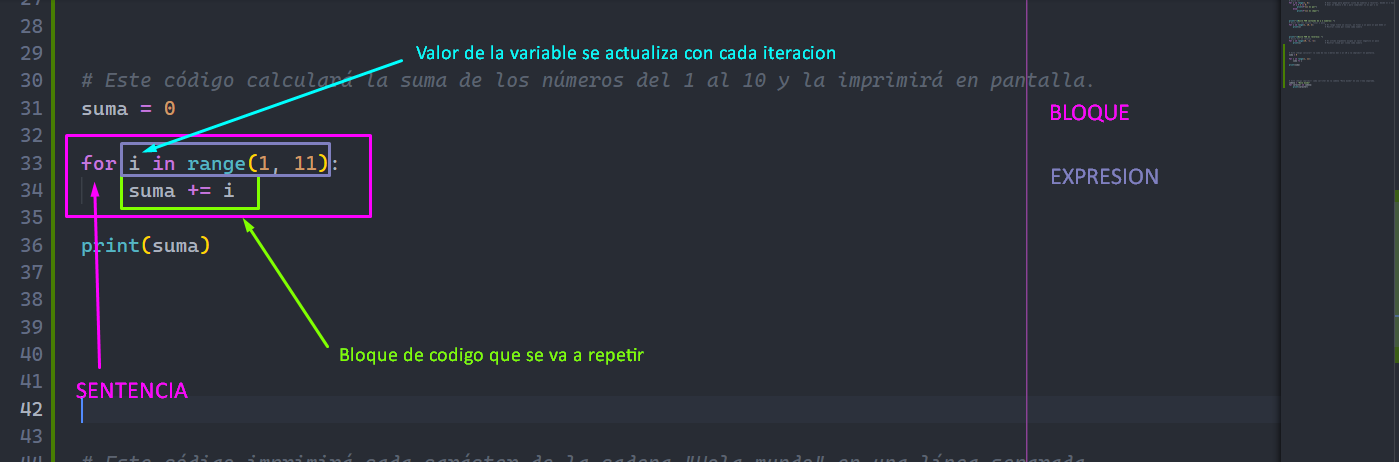 27
28
29
Valor de la variable se actualiza con cada iteracion
30 # Este código calculará la suma de los números del 1 al 10 y la imprimirá en pantalla.
31 suma = 0
BLOQUE
32
33 for i in range(1, 11):
EXPRESION
34 suma += i
35
36 print(suma)
37
38
39
40 Bloque de codigo que se va a repetir
41
SENTENCIA
42
43
44 # Este código imprimirá cada carácter de la cadena "Hola mundo" en una línea separada